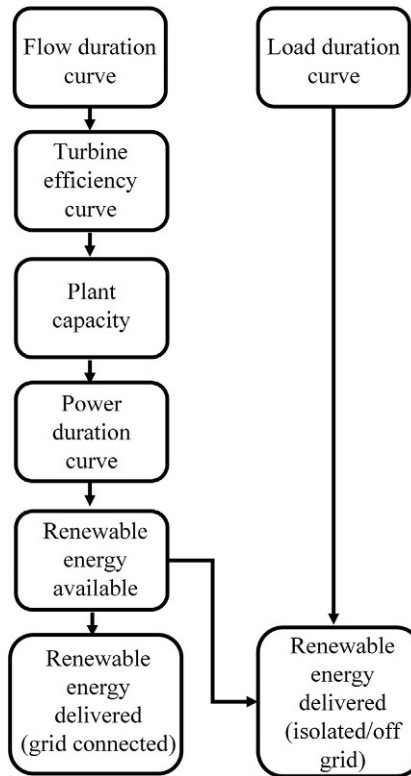 Flow duration
curve
Load duration
curve
Turbine
efficiency
curve
Plant
capacity
Power
duration
curve
Renewable
energy
available
Renewable
energy
delivered
(grid connected)
Renewable
energy
delivered
(isolated/off
grid)